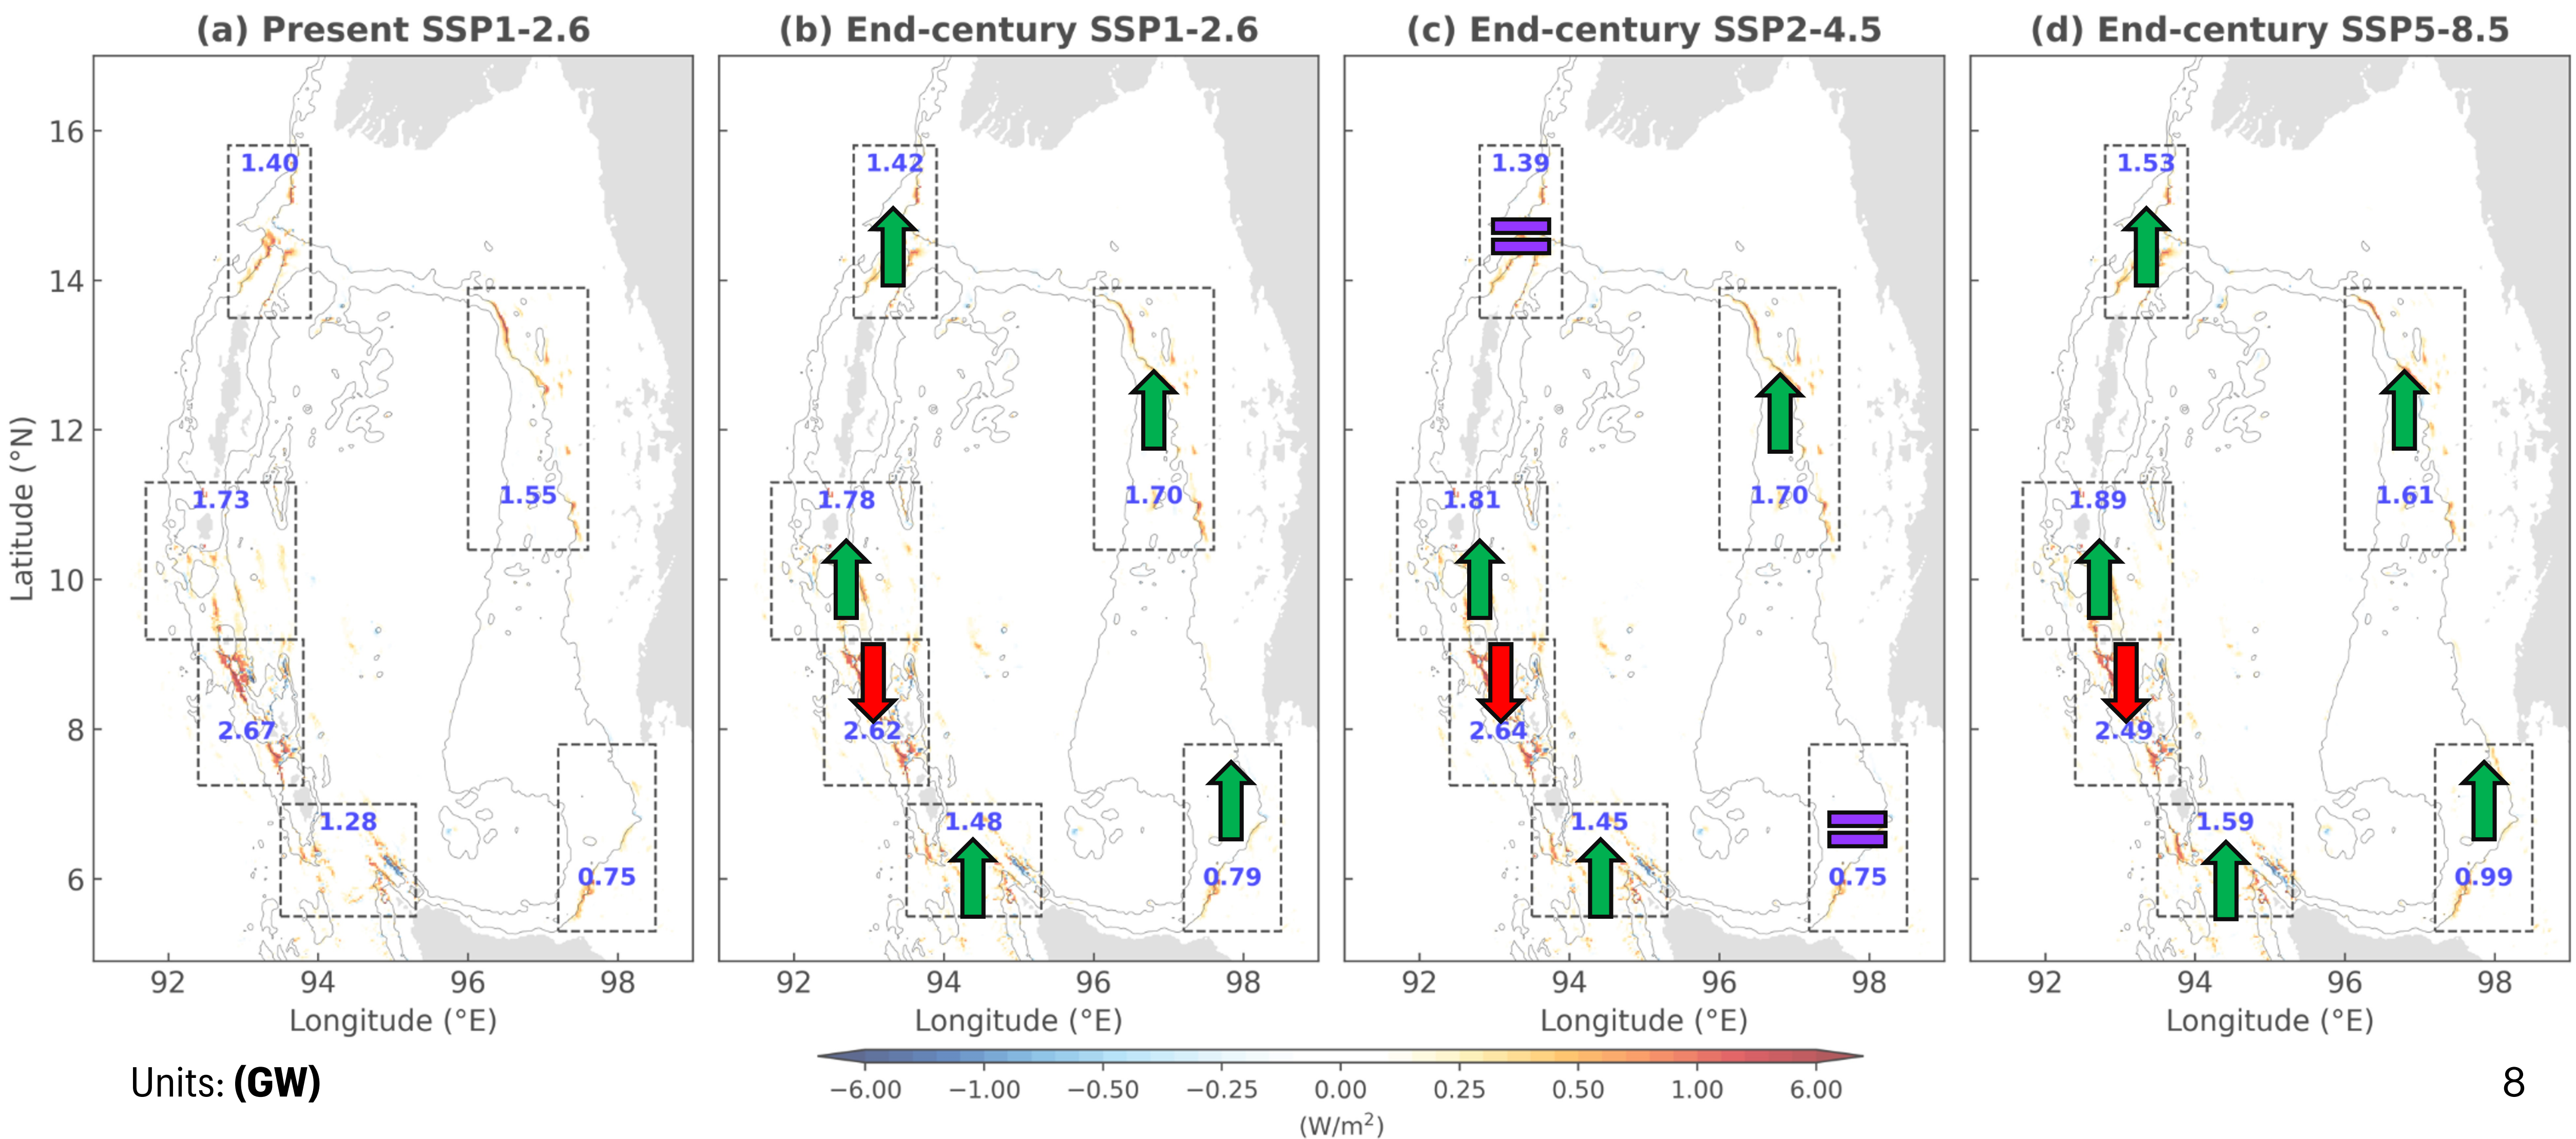 (a) Present SSP1-2.6
(b) End-century SSP1-2.6
(c) End-century SSP2-4.5
(d) End-century SSP5-8.5
Latitude (°N)
16
14
12
10
8
6
1.40
1.73
1.55
2.67
1.28
0.75
92 94 96 98
Longitude (°E)
1.42
1.78
1.70
2.62
1.48
0.79
92 94 96 98
Longitude (°E)
1.39
1.81
1.70
2.64
1.45
0.75
92 94 96 98
Longitude (°E)
1.53
1.89
1.61
2.49
1.59
0.99
92 94 96 98
Longitude (°E)
Units: (GW)
−6.00 −1.00 −0.50 −0.25 0.00 0.25 0.50 1.00 6.00
(W/m²)
8